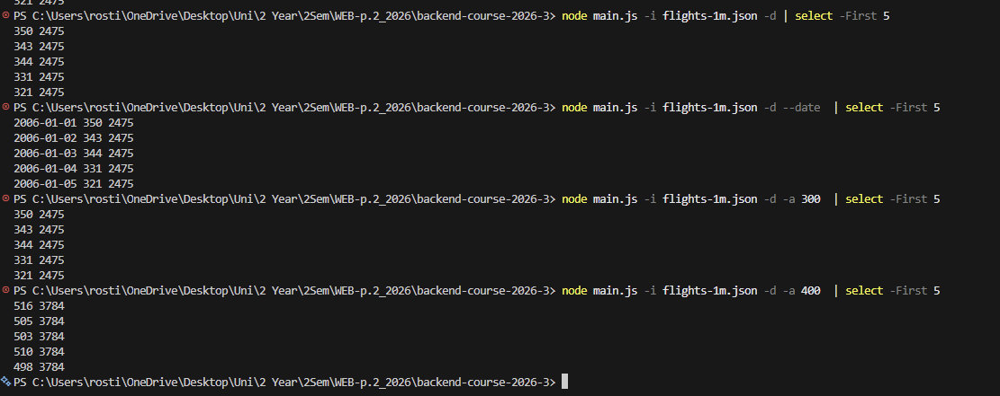 321 2475
PS C:\Users\rosti\OneDrive\Desktop\Uni\2 Year\2Sem\WEB-p.2_2026\backend-course-2026-3> node main.js -i flights-1m.json -d | select -First 5
350 2475
343 2475
344 2475
331 2475
321 2475
PS C:\Users\rosti\OneDrive\Desktop\Uni\2 Year\2Sem\WEB-p.2_2026\backend-course-2026-3> node main.js -i flights-1m.json -d --date  | select -First 5
2006-01-01 350 2475
2006-01-02 343 2475
2006-01-03 344 2475
2006-01-04 331 2475
2006-01-05 321 2475
PS C:\Users\rosti\OneDrive\Desktop\Uni\2 Year\2Sem\WEB-p.2_2026\backend-course-2026-3> node main.js -i flights-1m.json -d -a 300  | select -First 5
350 2475
343 2475
344 2475
331 2475
321 2475
PS C:\Users\rosti\OneDrive\Desktop\Uni\2 Year\2Sem\WEB-p.2_2026\backend-course-2026-3> node main.js -i flights-1m.json -d -a 400  | select -First 5
516 3784
505 3784
503 3784
510 3784
498 3784
PS C:\Users\rosti\OneDrive\Desktop\Uni\2 Year\2Sem\WEB-p.2_2026\backend-course-2026-3>